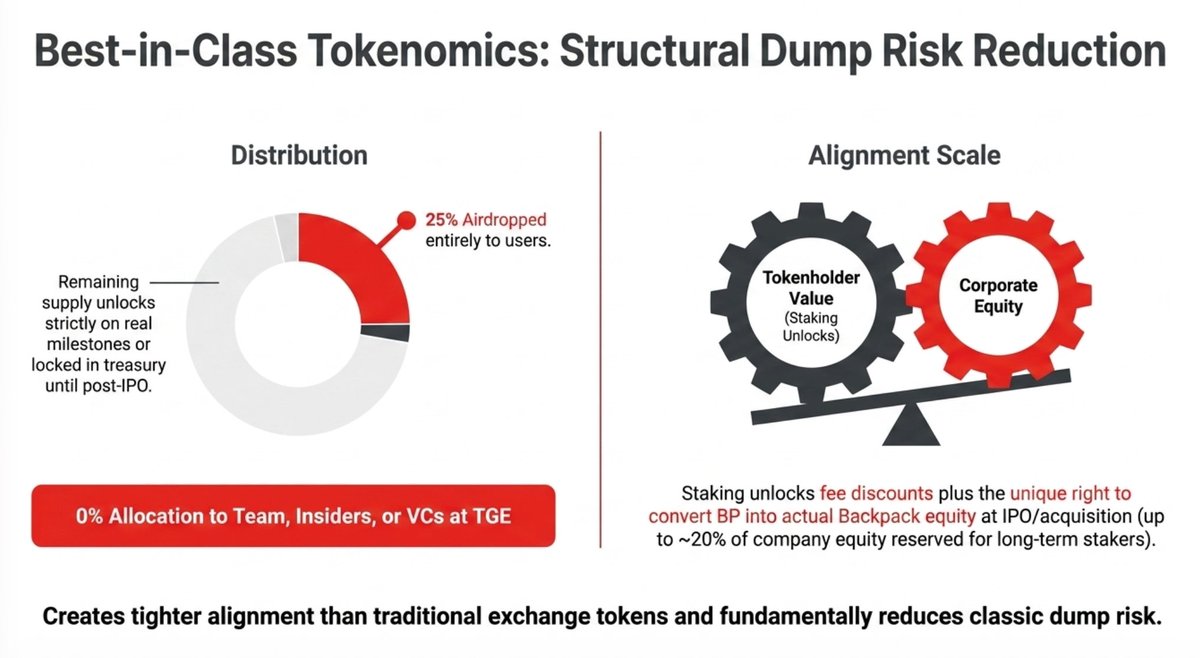 Best-in-Class Tokenomics: Structural Dump Risk Reduction
Distribution
25% Airdropped
entirely to users.
Remaining
supply unlocks
strictly on real
milestones or
locked in treasury
until post-IPO.
0% Allocation to Team, Insiders, or VCs at TGE
Alignment Scale
Tokenholder
Value
(Staking
Unlocks)
Corporate
Equity
Staking unlocks fee discounts plus the unique right to
convert BP into actual Backpack equity at IPO/acquisition (up
to ~20% of company equity reserved for long-term stakers).
Creates tighter alignment than traditional exchange tokens and fundamentally reduces classic dump risk.